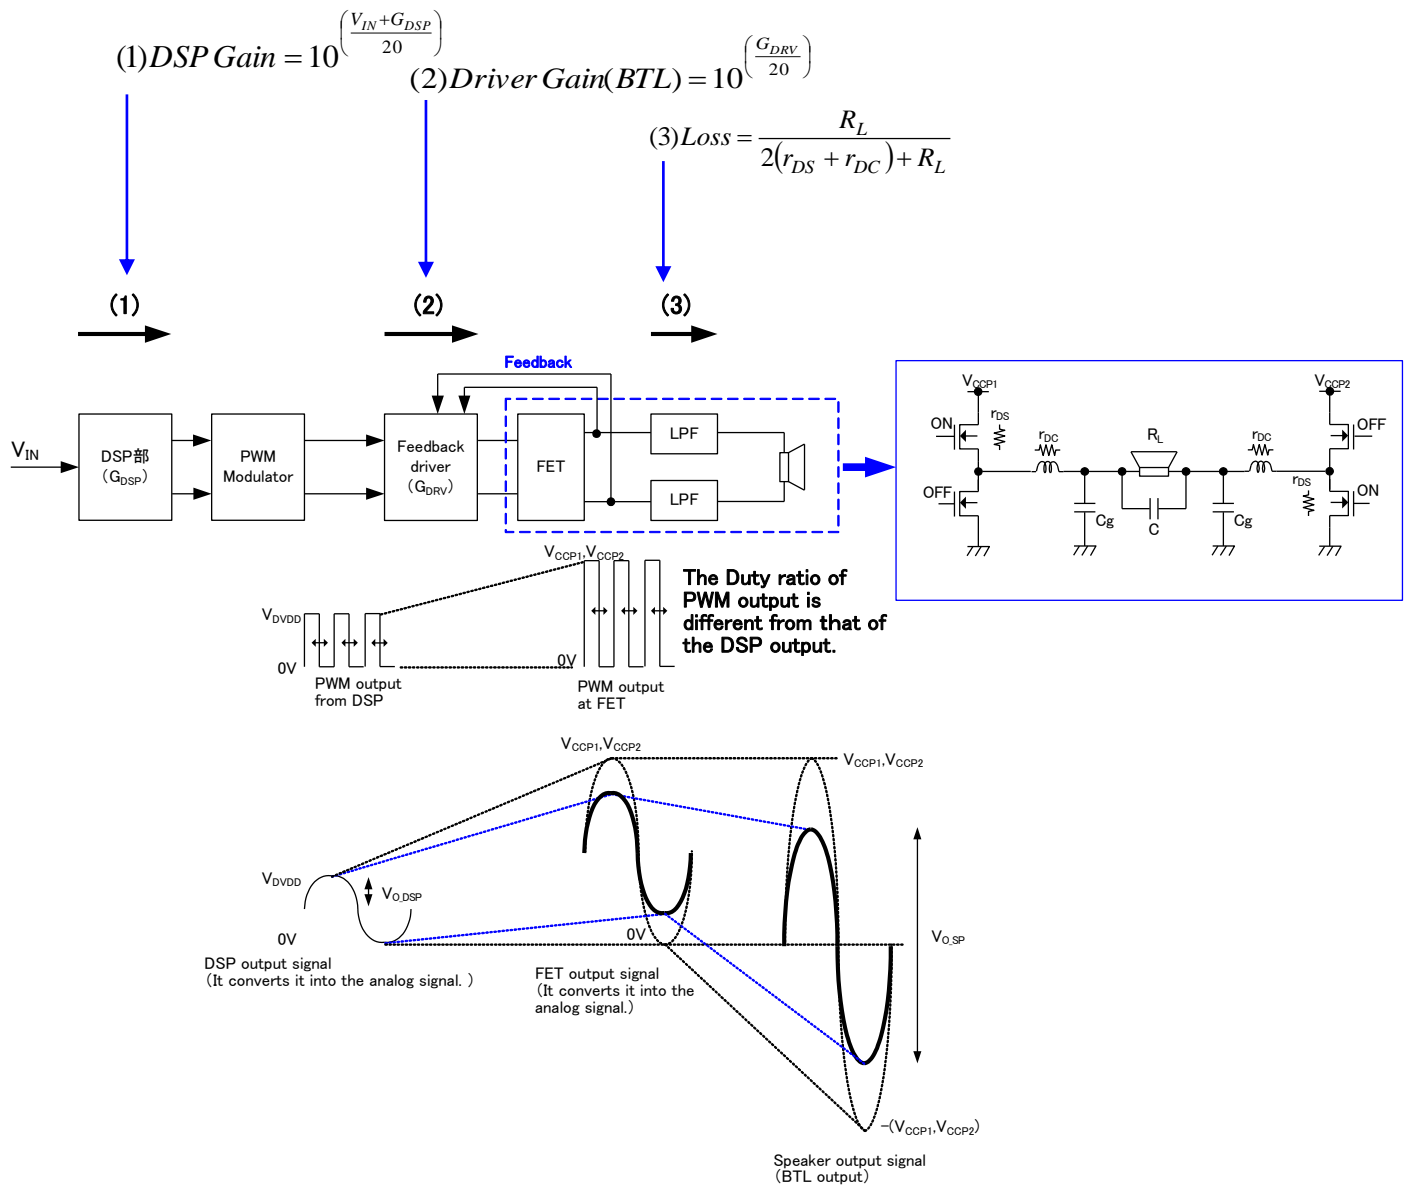 (1)DSP Gain = 10^((V_IN+G_DSP)/20)
(2)Driver Gain(BTL) = 10^(G_DRV/20)
(3)Loss = R_L / (2(r_DS + r_DC) + R_L)
(1)
(2)
(3)
Feedback
V_IN
DSP部
(G_DSP)
PWM
Modulator
Feedback
driver
(G_DRV)
FET
LPF
LPF
V_CCP1
V_CCP2
ON
r_DS
r_DC
R_L
r_DC
OFF
OFF
r_DS
ON
Cg
C
Cg
V_CCP1,V_CCP2
V_DVDD
0V
0V
PWM output
from DSP
PWM output
at FET
The Duty ratio of
PWM output is
different from that of
the DSP output.
V_CCP1,V_CCP2
V_CCP1,V_CCP2
V_DVDD
V_O_DSP
0V
0V
V_O_SP
DSP output signal
(It converts it into the analog signal. )
FET output signal
(It converts it into the
analog signal.)
-(V_CCP1,V_CCP2)
Speaker output signal
(BTL output)